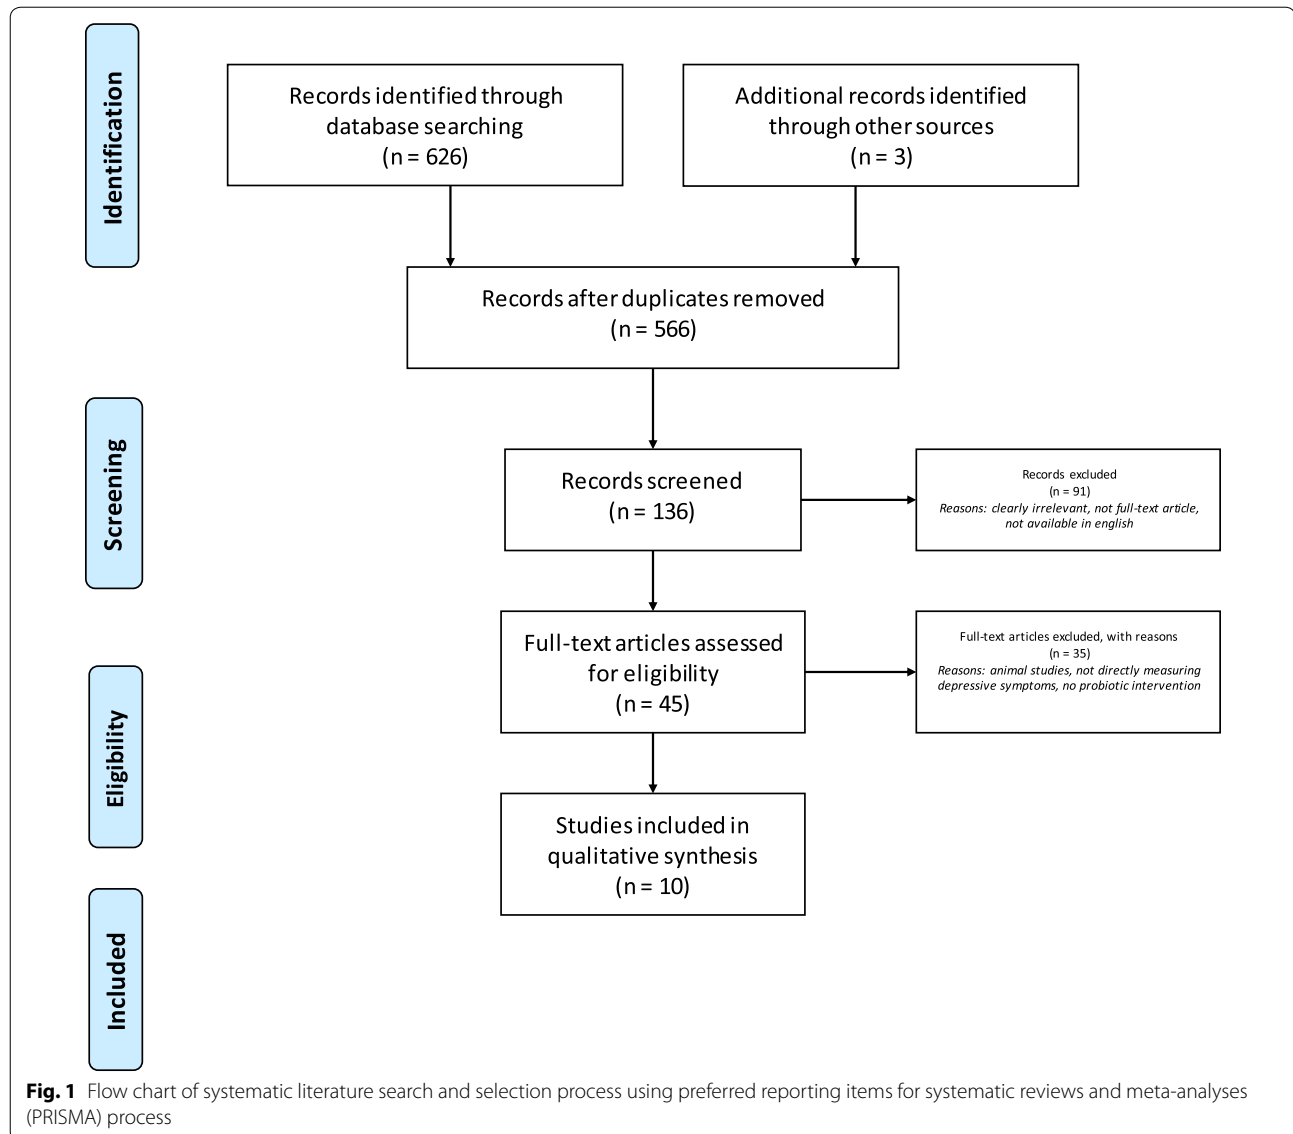 Identification
Records identified through
database searching
(n = 626)
Additional records identified
through other sources
(n = 3)
Records after duplicates removed
(n = 566)
Screening
Records screened
(n = 136)
Records excluded
(n = 91)
Reasons: clearly irrelevant, not full-text article,
not available in english
Eligibility
Full-text articles assessed
for eligibility
(n = 45)
Full-text articles excluded, with reasons
(n = 35)
Reasons: animal studies, not directly measuring
depressive symptoms, no probiotic intervention
Studies included in
qualitative synthesis
(n = 10)
Included
Fig. 1 Flow chart of systematic literature search and selection process using preferred reporting items for systematic reviews and meta-analyses
(PRISMA) process